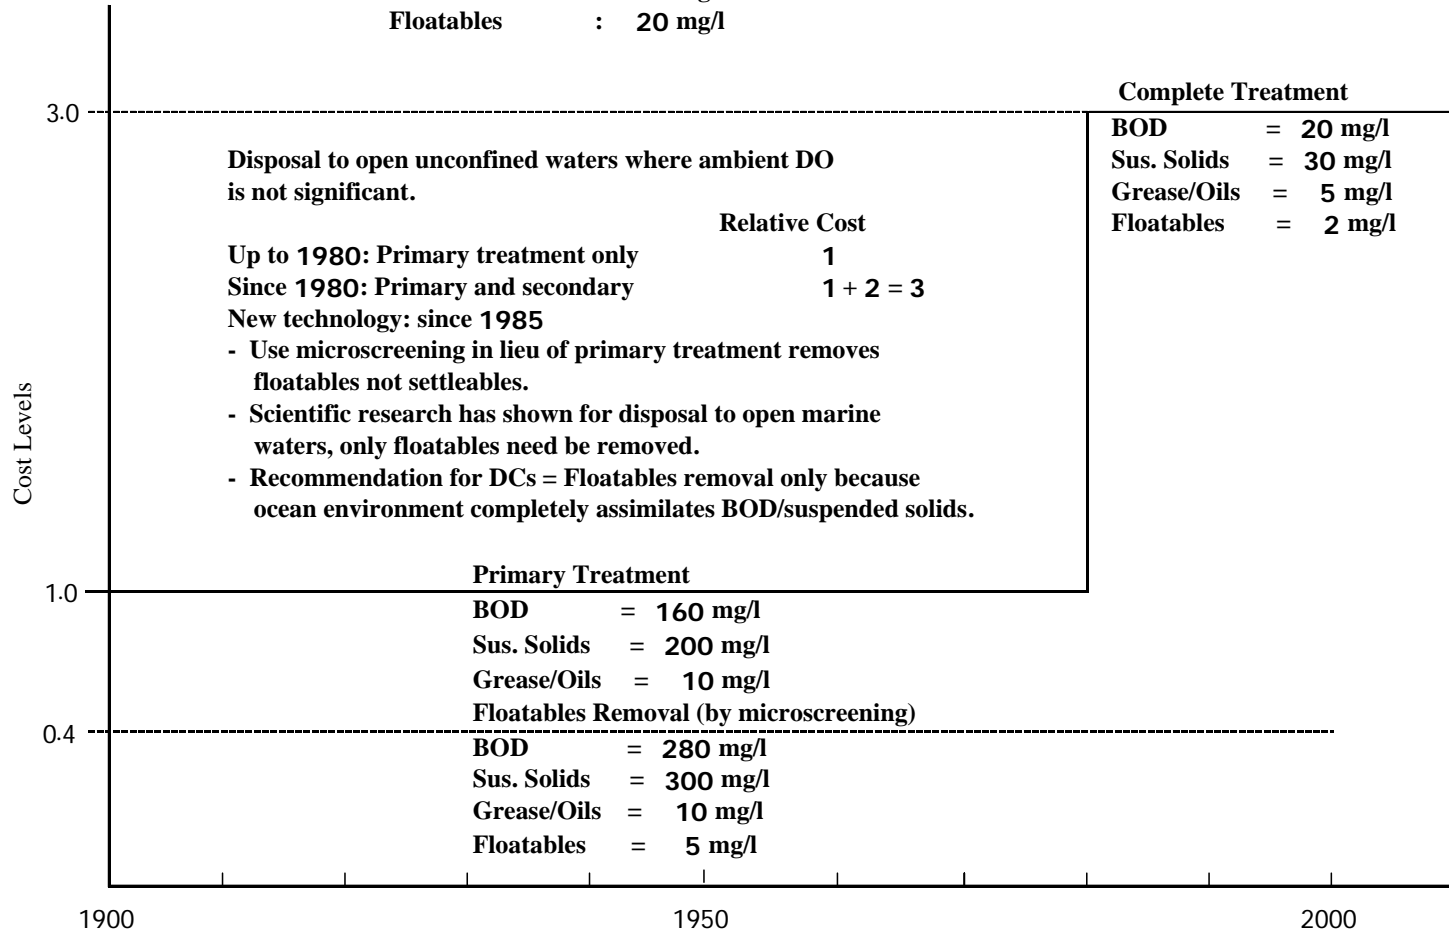 Floatables : 20 mg/l
Complete Treatment
3.0
BOD = 20 mg/l
Sus. Solids = 30 mg/l
Grease/Oils = 5 mg/l
Floatables = 2 mg/l
Disposal to open unconfined waters where ambient DO
is not significant.
Relative Cost
Up to 1980: Primary treatment only 1
Since 1980: Primary and secondary 1 + 2 = 3
New technology: since 1985
- Use microscreening in lieu of primary treatment removes
floatables not settleables.
- Scientific research has shown for disposal to open marine
waters, only floatables need be removed.
- Recommendation for DCs = Floatables removal only because
ocean environment completely assimilates BOD/suspended solids.
Cost Levels
Primary Treatment
1.0
BOD = 160 mg/l
Sus. Solids = 200 mg/l
Grease/Oils = 10 mg/l
Floatables Removal (by microscreening)
0.4
BOD = 280 mg/l
Sus. Solids = 300 mg/l
Grease/Oils = 10 mg/l
Floatables = 5 mg/l
1900 1950 2000